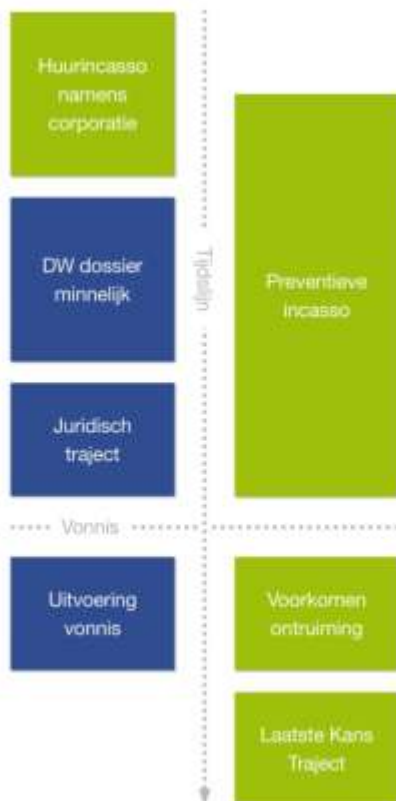 Huurincasso
namens
corporatie
DW dossier
minnelijk
Tijdslijn
Preventieve
incasso
Juridisch
traject
Vonnis
Uitvoering
vonnis
Voorkomen
ontruiming
Laatste Kans
Traject